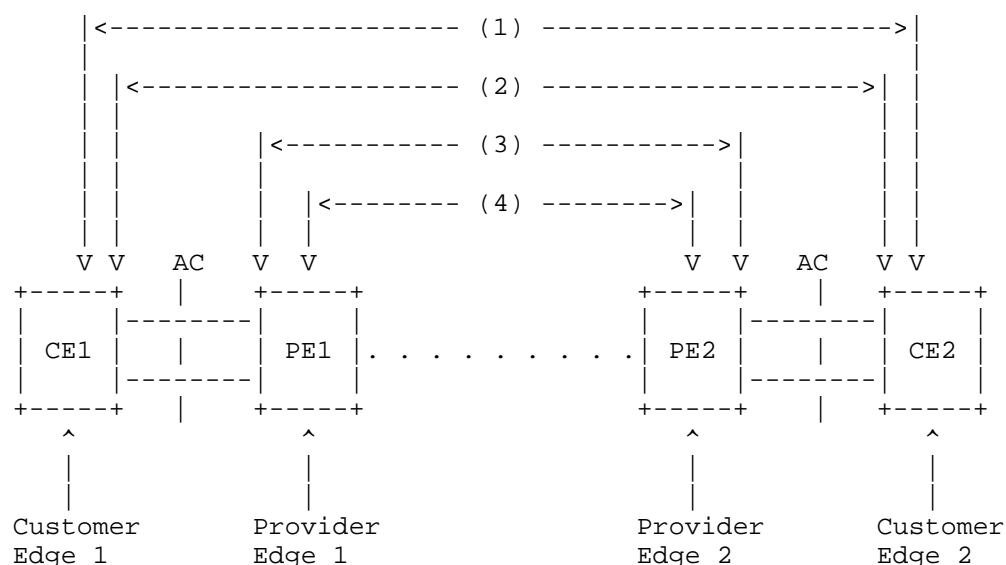 |<---------------------- (1) --------------------->|
|                                                  |
| |<-------------------- (2) ------------------->| |
| |                                              | |
| |        |<----------- (3) ----------->|        | |
| |        |                             |        | |
| |        |  |<-------- (4) -------->|  |        | |
| |        |  |                       |  |        | |
V V   AC   V  V                       V  V   AC   V V
+-----+   |    +-----+                 +-----+   |    +-----+
|     |--------|     |                 |     |--------|     |
| CE1 |   |    | PE1 |. . . . . . . . .| PE2 |   |    | CE2 |
|     |--------|     |                 |     |--------|     |
+-----+   |    +-----+                 +-----+   |    +-----+
^ ^ ^ ^
| | | |
| | | |
Customer Provider Provider Customer
Edge 1 Edge 1 Edge 2 Edge 2